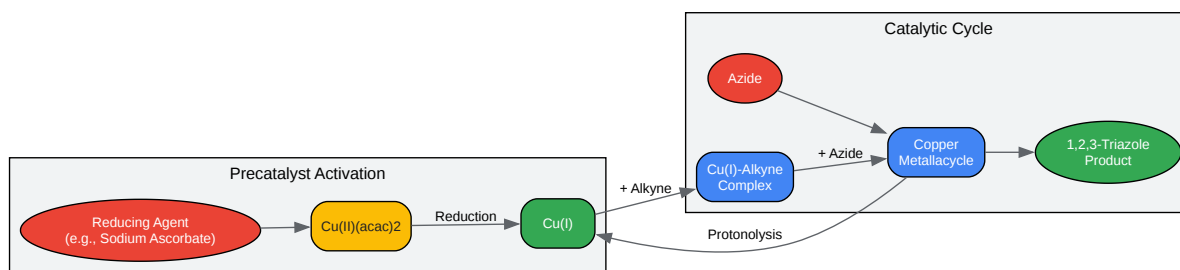 Catalytic Cycle
Azide
Copper
Metallacycle
1,2,3-Triazole
Product
+ Azide
Cu(I)-Alkyne
Complex
Precatalyst Activation
+ Alkyne
Reducing Agent
(e.g., Sodium Ascorbate)
Cu(II)(acac)2
Reduction
Cu(I)
Protonolysis